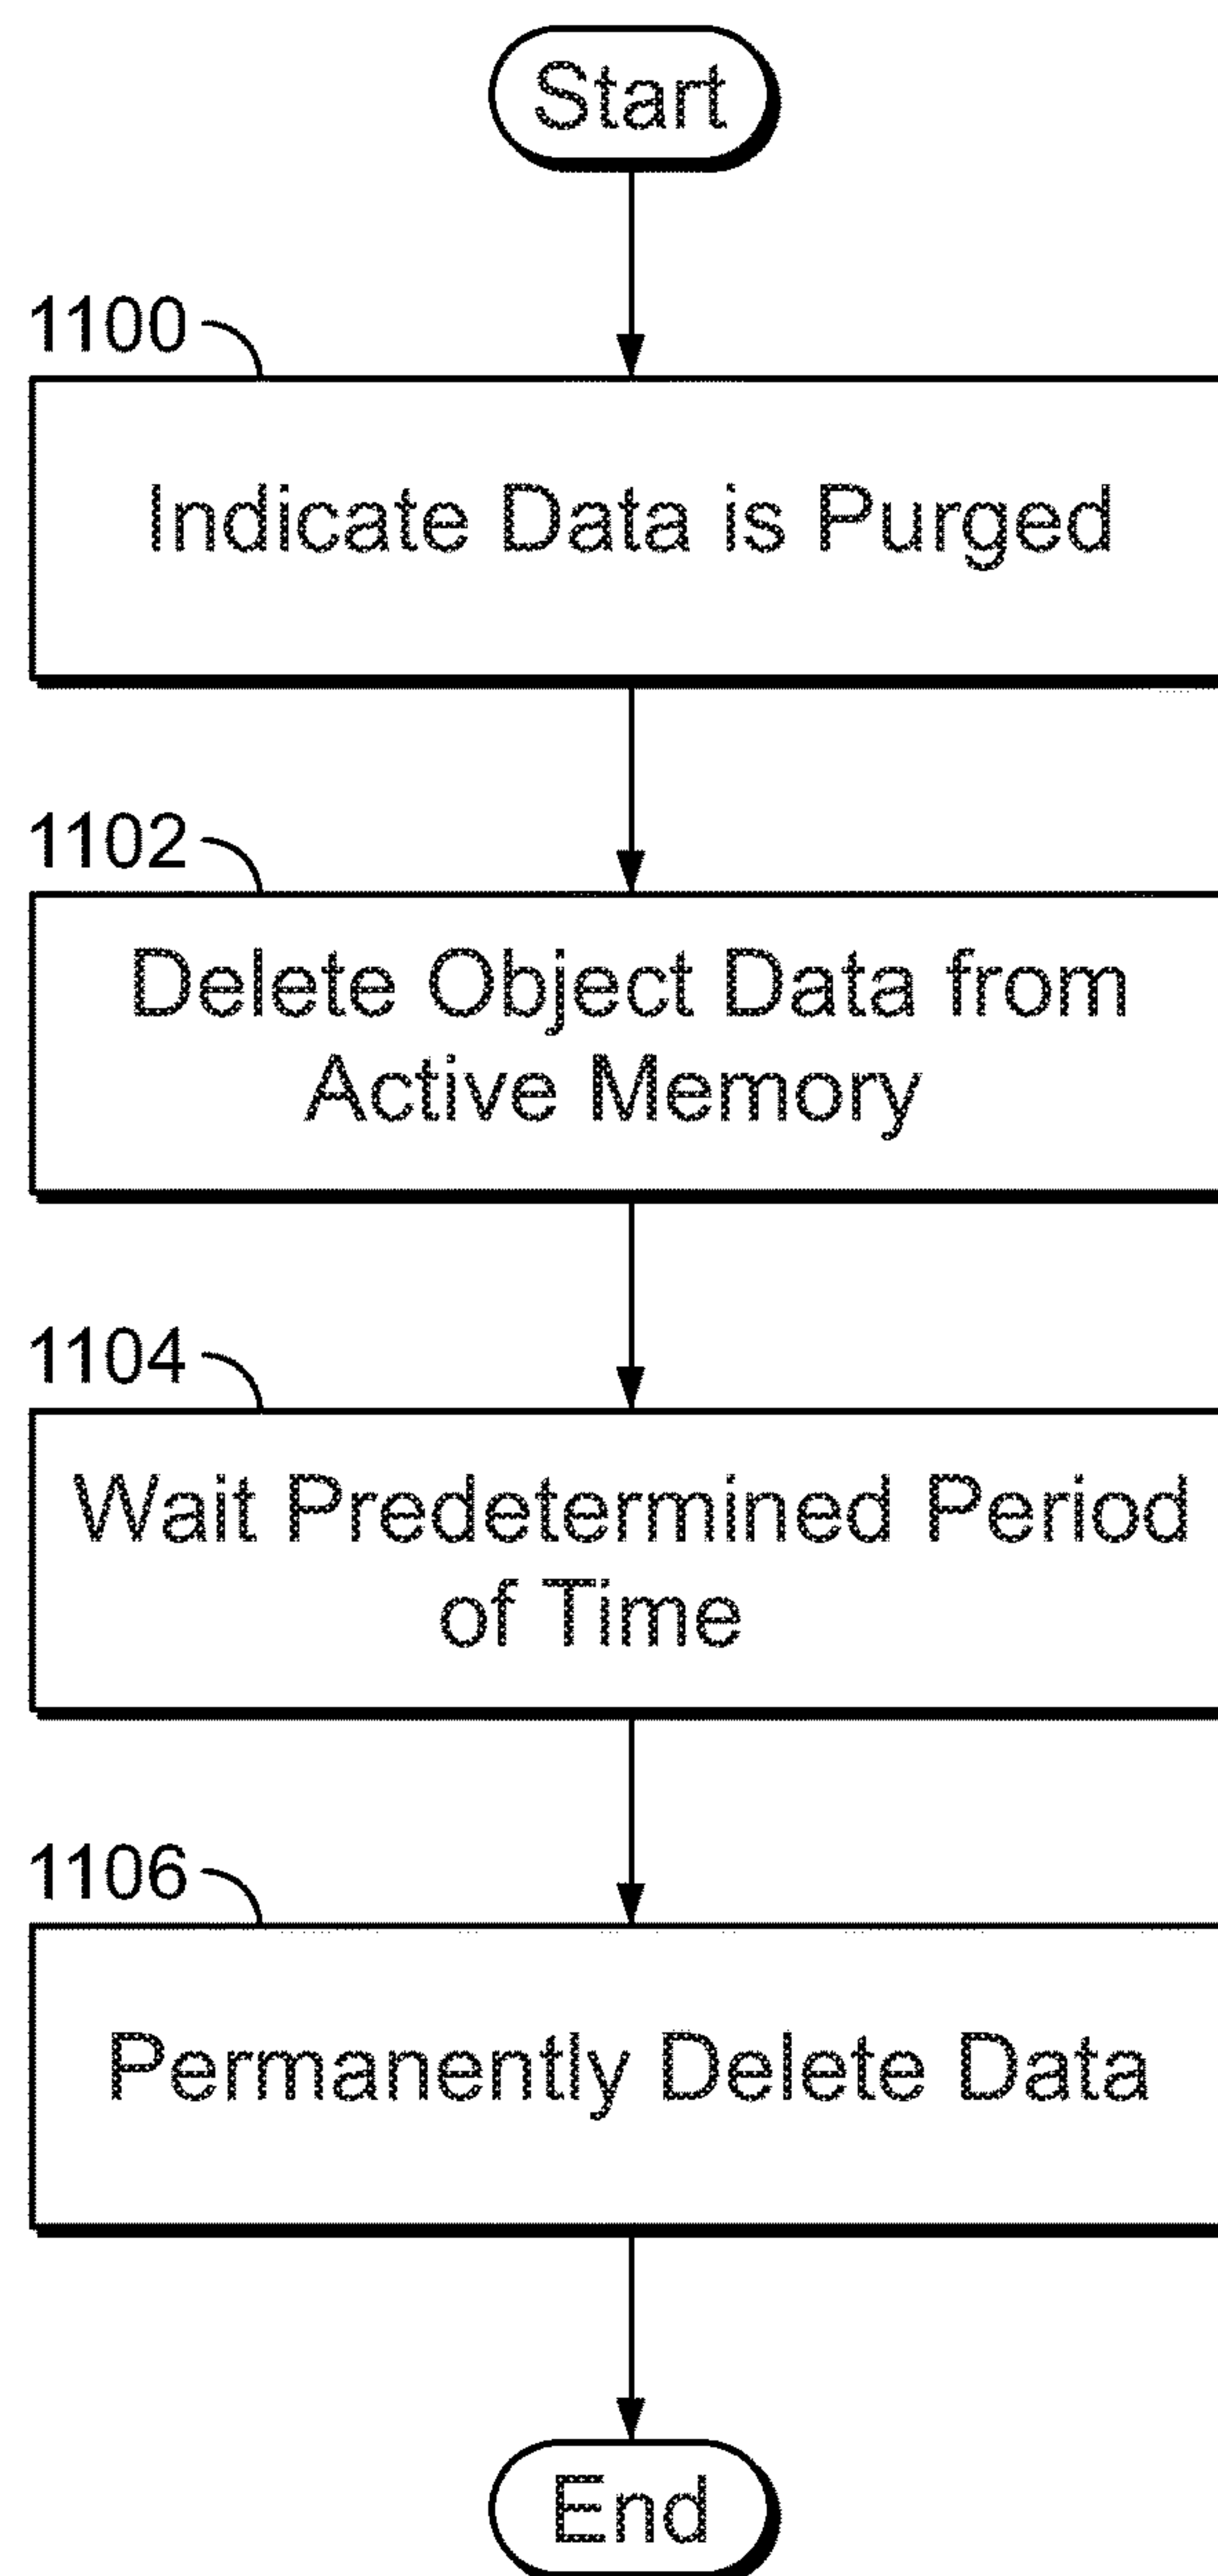 Start
1100
Indicate Data is Purged
1102
Delete Object Data from
Active Memory
1104
Wait Predetermined Period
of Time
1106
Permanently Delete Data
End